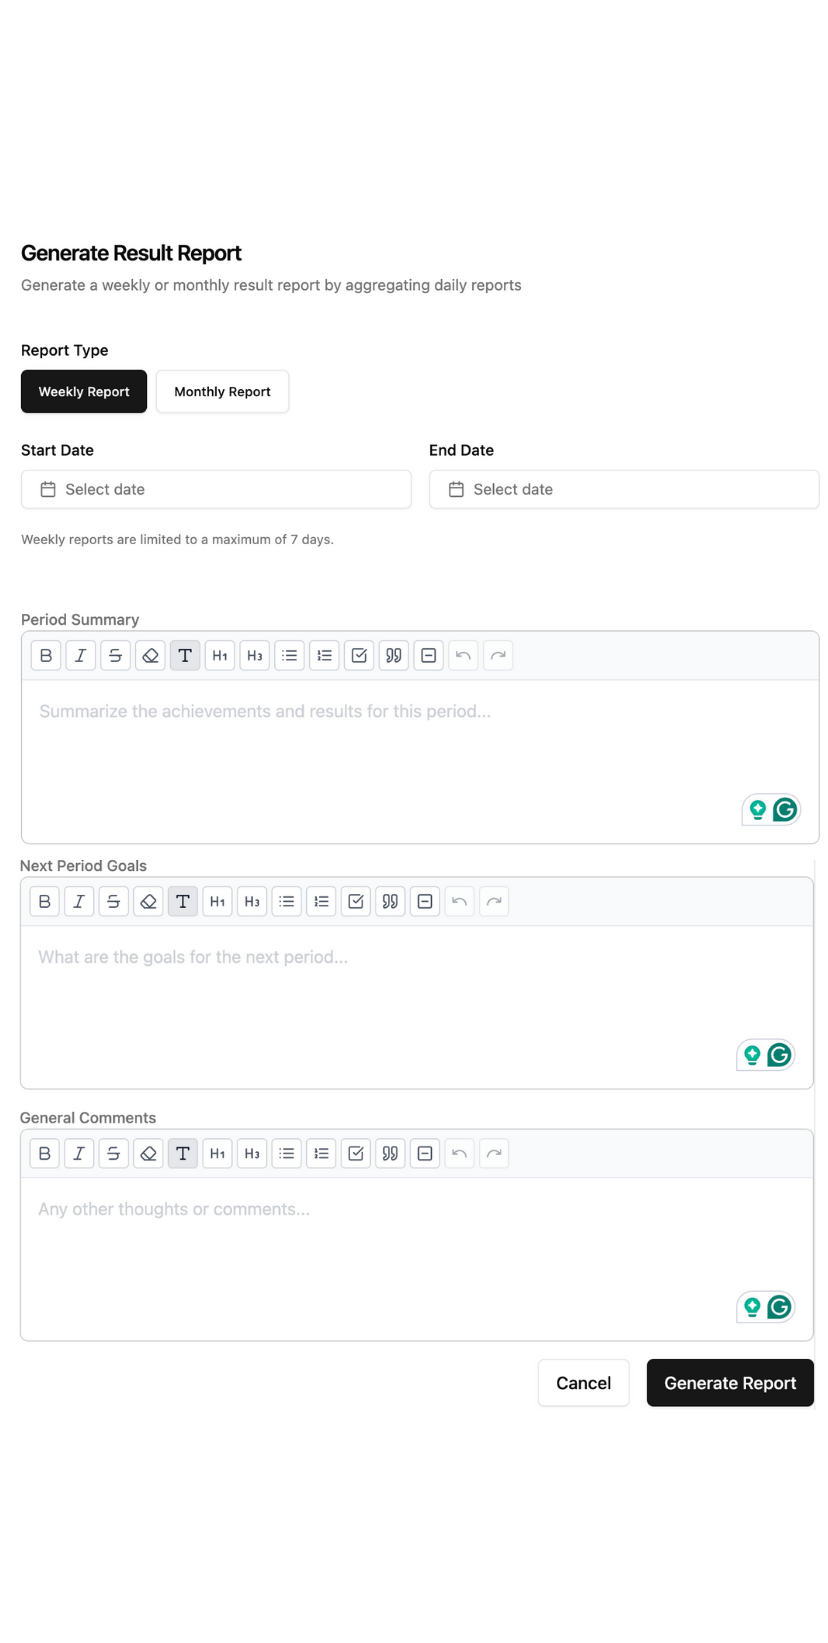 Generate Result Report
Generate a weekly or monthly result report by aggregating daily reports
Report Type
Weekly Report Monthly Report
Start Date End Date
Select date Select date
Weekly reports are limited to a maximum of 7 days.
Period Summary
B I S T H1 H3
Summarize the achievements and results for this period...
G
Next Period Goals
B I S T H1 H3
What are the goals for the next period...
G
General Comments
B I S T H1 H3
Any other thoughts or comments...
G
Cancel Generate Report